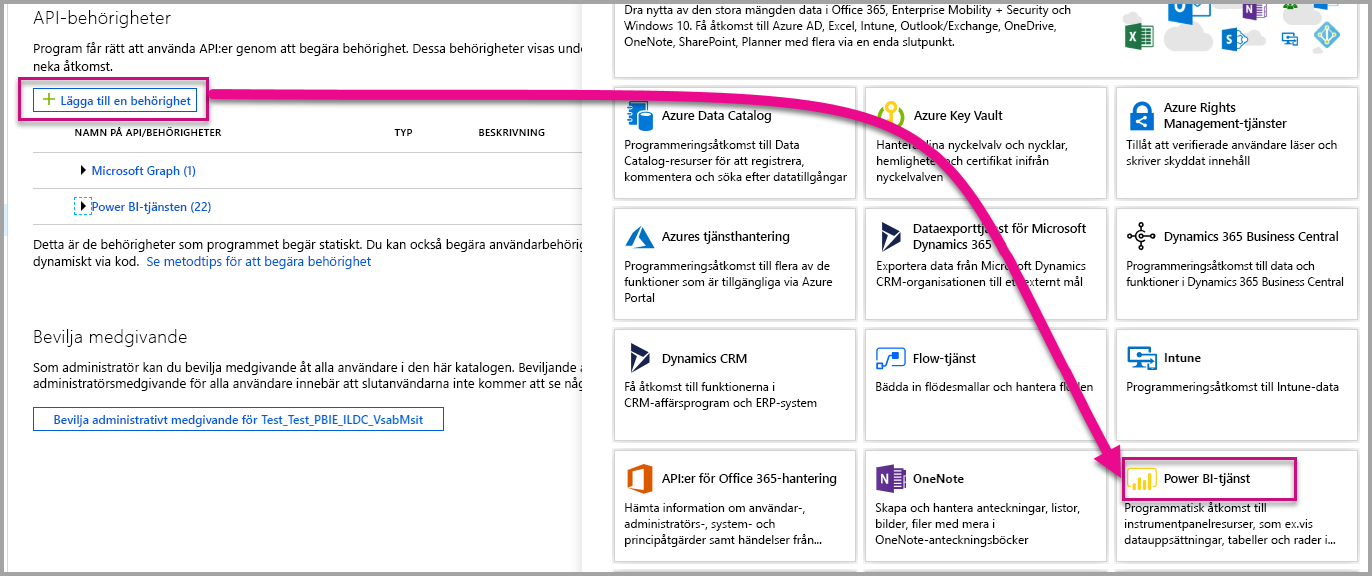 API-behörigheter
Program får rätt att använda API:er genom att begära behörighet. Dessa behörigheter visas
neka åtkomst.
Lägga till en behörighet
NAMN PÅ API/BEHÖRIGHETER TYP BESKRIVNING
Microsoft Graph (1)
Power BI-tjänsten (22)
Detta är de behörigheter som programmet begär statiskt. Du kan också begära
dynamiskt via kod. Se metodtips för att begära behörighet
Bevilja medgivande
Som administratör kan du bevilja medgivande åt alla användare i den här katalogen. Beviljande
administratörsmedgivande för alla användare innebär att slutanvändarna inte kommer att se
Bevilja administrativt medgivande för Test_Test_PBIE_ILDC_VsabMsit
Dra nytta av den stora mängden data i Office 365, Enterprise Mobility + Security och
Windows 10. Få åtkomst till Azure AD, Excel, Intune, Outlook/Exchange, OneDrive,
OneNote, SharePoint, Planner med flera via en enda slutpunkt.
Azure Data Catalog
Programmeringsåtkomst till Data
Catalog-resurser för att registrera,
kommentera och söka efter datatillgångar
Azure Key Vault
Hantera dina nyckelvalv och nycklar,
hemligheter och certifikat inifrån
nyckelvalven
Azure Rights
Management-tjänster
Tillåt att verifierade användare läser och
skriver skyddat innehåll
Azures tjänsthantering
Programmeringsåtkomst till flera av de
funktioner som är tillgängliga via Azure
Portal
Dataexporttjänst för Microsoft
Dynamics 365
Exportera data från Microsoft Dynamics
CRM-organisationen till ett externt mål
Dynamics 365 Business Central
Programmeringsåtkomst till data och
funktioner i Dynamics 365 Business Central
Dynamics CRM
Få åtkomst till funktionerna i
CRM-affärsprogram och ERP-system
Flow-tjänst
Bädda in flödesmallar och hantera flöden
Intune
Programmeringsåtkomst till Intune-data
API:er för Office 365-hantering
Hämta information om användar-,
administratörs-, system- och
principåtgärder samt händelser från...
OneNote
Skapa och hantera anteckningar, listor,
bilder, filer med mera i
OneNote-anteckningsböcker
Power BI-tjänst
Programmatisk åtkomst till
instrumentpanelresurser, som ex.vis
datauppsättningar, tabeller och rader i...